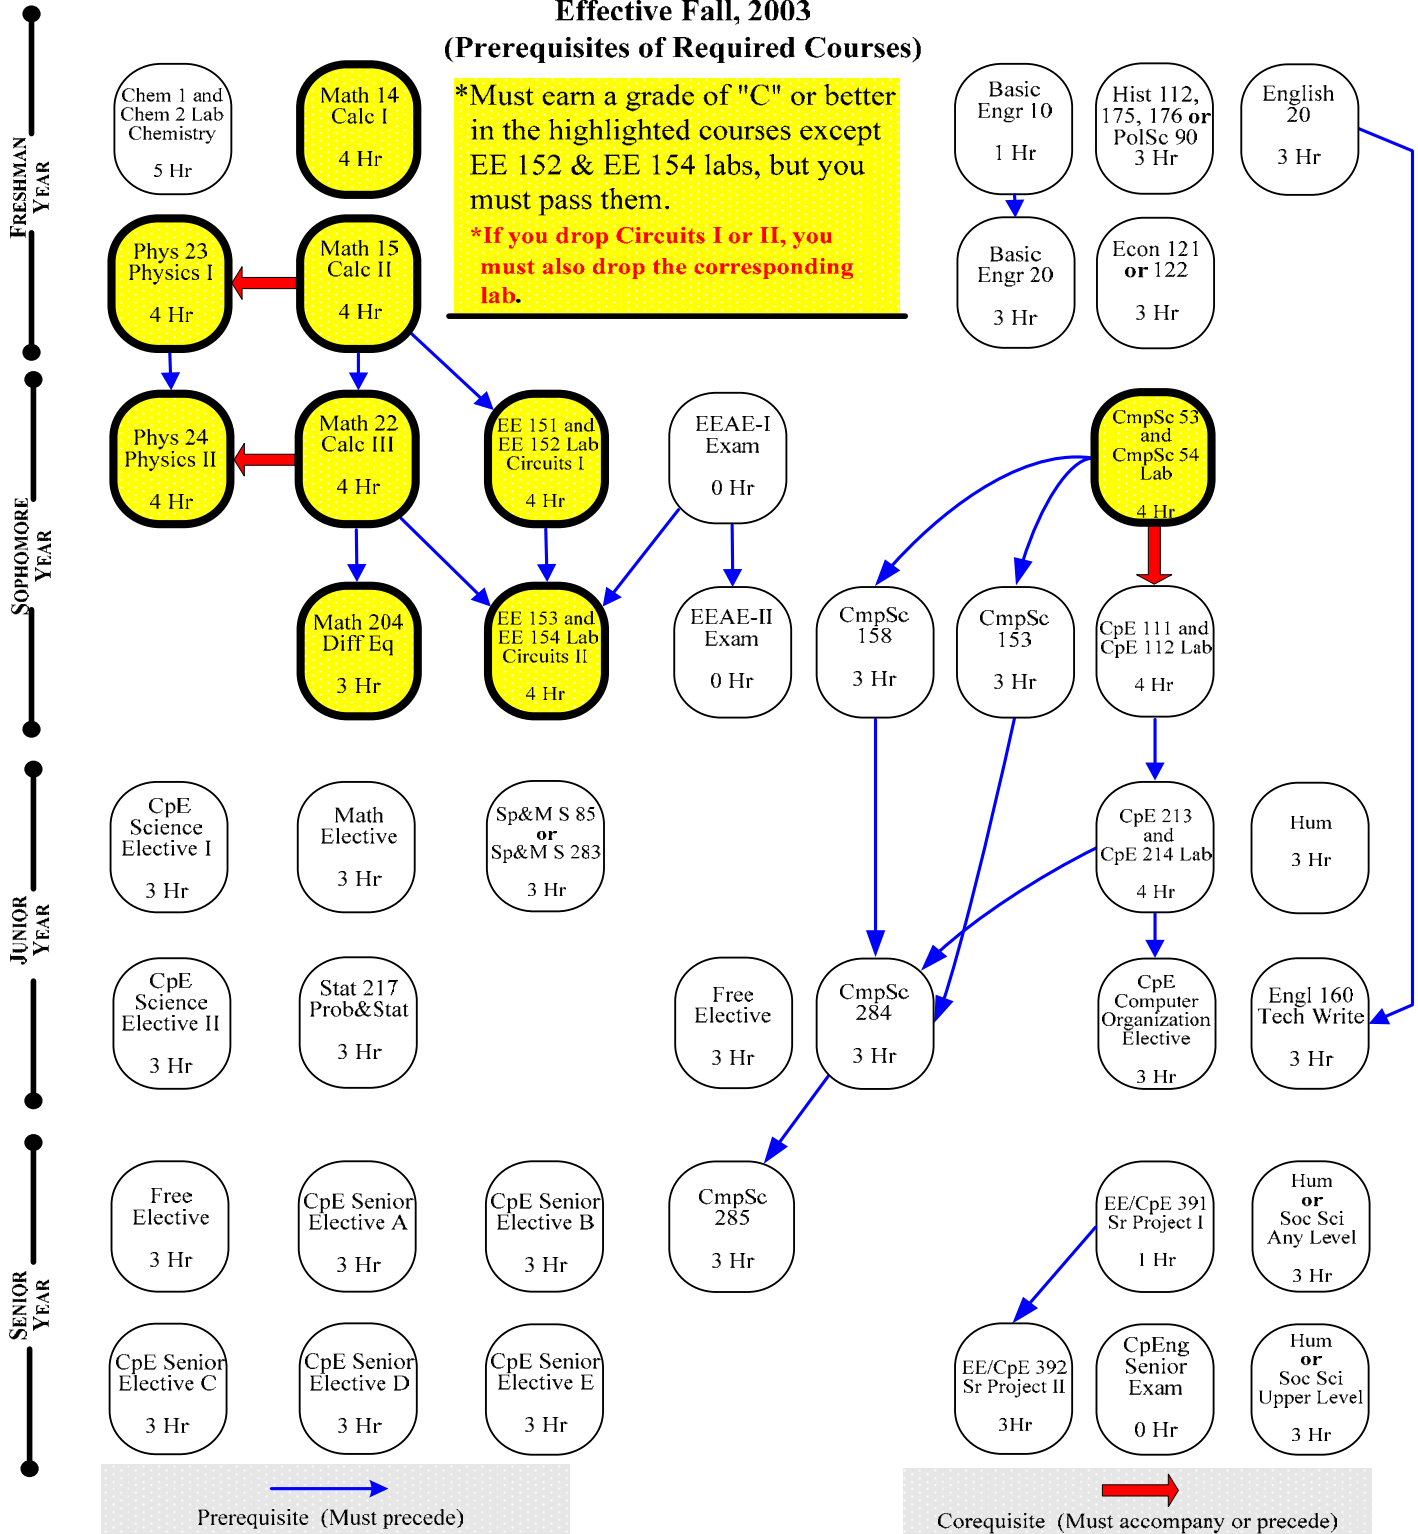 Effective Fall, 2003
(Prerequisites of Required Courses)
*Must earn a grade of "C" or better
in the highlighted courses except
EE 152 & EE 154 labs, but you
must pass them.
*If you drop Circuits I or II, you
must also drop the corresponding
lab.
FRESHMAN
YEAR
Chem 1 and
Chem 2 Lab
Chemistry
5 Hr
Math 14
Calc I
4 Hr
Basic
Engr 10
1 Hr
Hist 112,
175, 176 or
PolSc 90
3 Hr
English
20
3 Hr
Phys 23
Physics I
4 Hr
Math 15
Calc II
4 Hr
Basic
Engr 20
3 Hr
Econ 121
or 122
3 Hr
SOPHOMORE
YEAR
Phys 24
Physics II
4 Hr
Math 22
Calc III
4 Hr
EE 151 and
EE 152 Lab
Circuits I
4 Hr
EEAE-I
Exam
0 Hr
CmpSc 53
and
CmpSc 54
Lab
4 Hr
Math 204
Diff Eq
3 Hr
EE 153 and
EE 154 Lab
Circuits II
4 Hr
EEAE-II
Exam
0 Hr
CmpSc
158
3 Hr
CmpSc
153
3 Hr
CpE 111 and
CpE 112 Lab
4 Hr
JUNIOR
YEAR
CpE
Science
Elective I
3 Hr
Math
Elective
3 Hr
Sp&M S 85
or
Sp&M S 283
3 Hr
CpE 213
and
CpE 214 Lab
4 Hr
Hum
3 Hr
CpE
Science
Elective II
3 Hr
Stat 217
Prob&Stat
3 Hr
Free
Elective
3 Hr
CmpSc
284
3 Hr
CpE
Computer
Organization
Elective
3 Hr
Engl 160
Tech Write
3 Hr
SENIOR
YEAR
Free
Elective
3 Hr
CpE Senior
Elective A
3 Hr
CpE Senior
Elective B
3 Hr
CmpSc
285
3 Hr
EE/CpE 391
Sr Project I
1 Hr
Hum
or
Soc Sci
Any Level
3 Hr
CpE Senior
Elective C
3 Hr
CpE Senior
Elective D
3 Hr
CpE Senior
Elective E
3 Hr
EE/CpE 392
Sr Project II
3Hr
CpEng
Senior
Exam
0 Hr
Hum
or
Soc Sci
Upper Level
3 Hr
Prerequisite (Must precede)
Corequisite (Must accompany or precede)